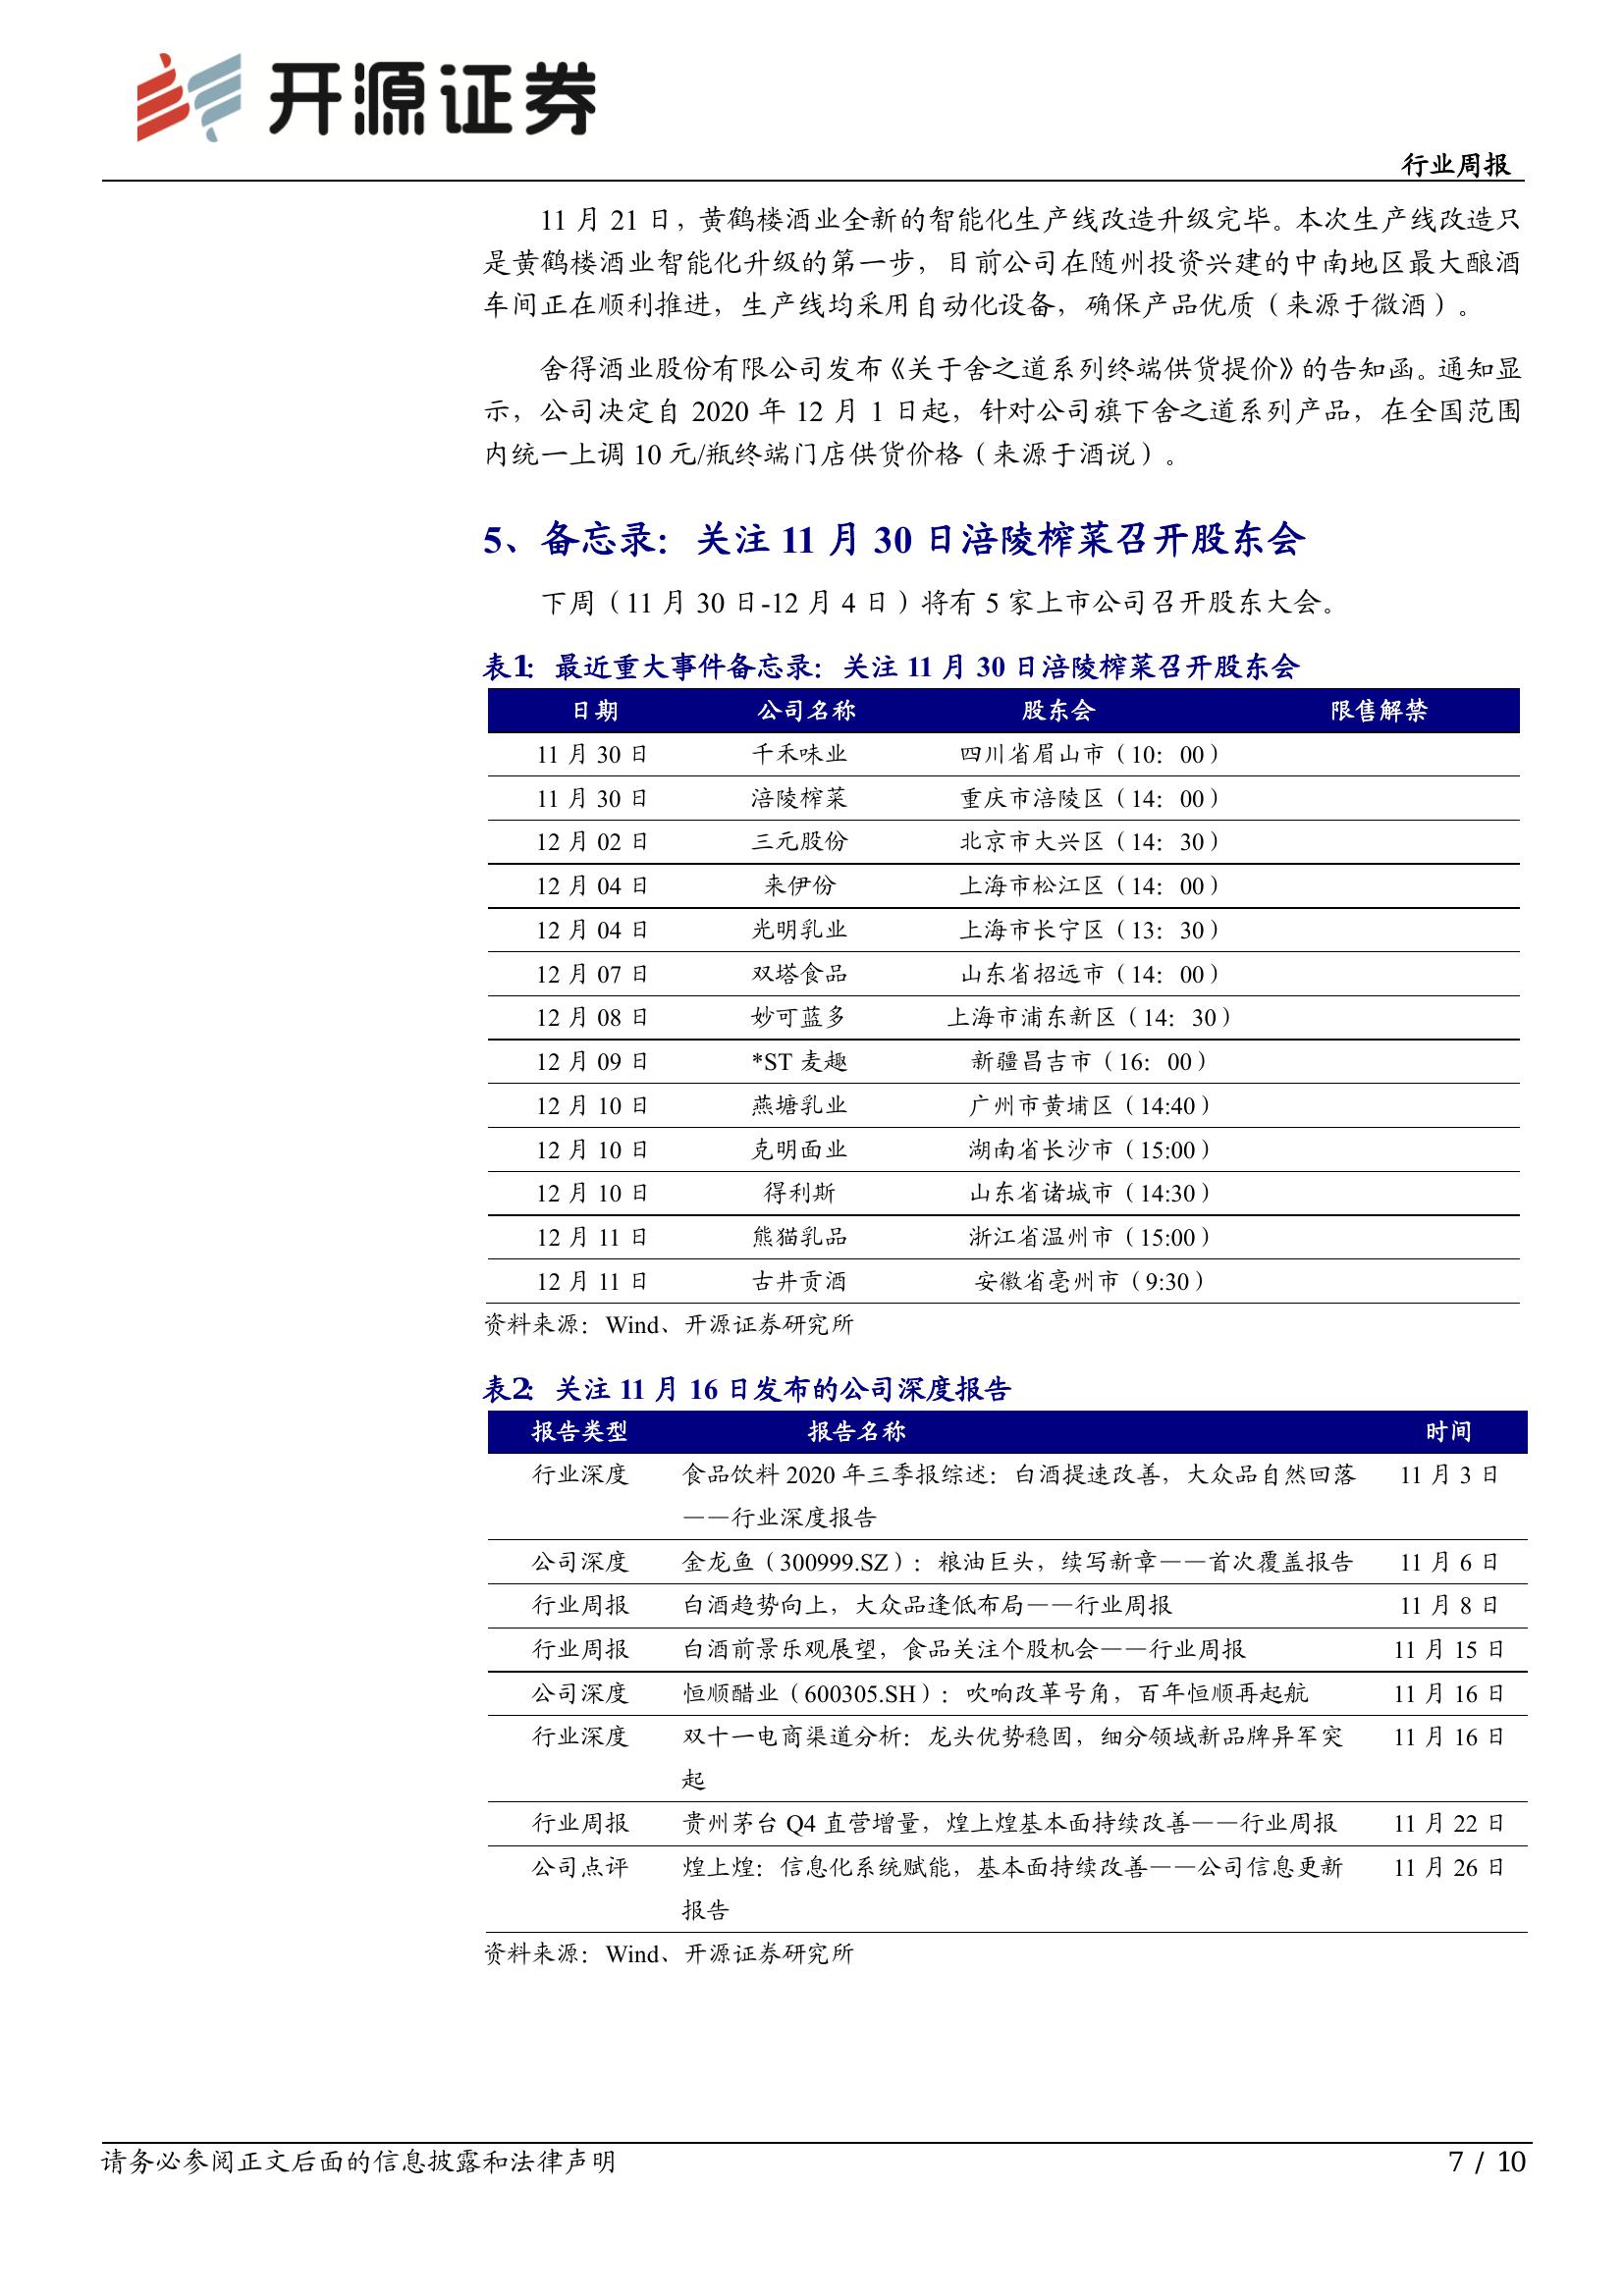 开源证券
行业周报
11 月 21 日，黄鹤楼酒业全新的智能化生产线改造升级完毕。本次生产线改造只
是黄鹤楼酒业智能化升级的第一步，目前公司在随州投资兴建的中南地区最大酿酒
车间正在顺利推进，生产线均采用自动化设备，确保产品优质（来源于微酒）。
舍得酒业股份有限公司发布《关于舍之道系列终端供货提价》的告知函。通知显
示，公司决定自 2020 年 12 月 1 日起，针对公司旗下舍之道系列产品，在全国范围
内统一上调 10 元/瓶终端门店供货价格（来源于酒说）。
5、备忘录：关注 11 月 30 日涪陵榨菜召开股东会
下周（11 月 30 日-12 月 4 日）将有 5 家上市公司召开股东大会。
表1：最近重大事件备忘录：关注 11 月 30 日涪陵榨菜召开股东会
日期 公司名称 股东会 限售解禁
11 月 30 日 千禾味业 四川省眉山市（10：00）
11 月 30 日 涪陵榨菜 重庆市涪陵区（14：00）
12 月 02 日 三元股份 北京市大兴区（14：30）
12 月 04 日 来伊份 上海市松江区（14：00）
12 月 04 日 光明乳业 上海市长宁区（13：30）
12 月 07 日 双塔食品 山东省招远市（14：00）
12 月 08 日 妙可蓝多 上海市浦东新区（14：30）
12 月 09 日 *ST 麦趣 新疆昌吉市（16：00）
12 月 10 日 燕塘乳业 广州市黄埔区（14:40）
12 月 10 日 克明面业 湖南省长沙市（15:00）
12 月 10 日 得利斯 山东省诸城市（14:30）
12 月 11 日 熊猫乳品 浙江省温州市（15:00）
12 月 11 日 古井贡酒 安徽省亳州市（9:30）
资料来源：Wind、开源证券研究所
表2：关注 11 月 16 日发布的公司深度报告
报告类型 报告名称 时间
行业深度 食品饮料 2020 年三季报综述：白酒提速改善，大众品自然回落 11 月 3 日
——行业深度报告
公司深度 金龙鱼（300999.SZ）：粮油巨头，续写新章——首次覆盖报告 11 月 6 日
行业周报 白酒趋势向上，大众品逢低布局——行业周报 11 月 8 日
行业周报 白酒前景乐观展望，食品关注个股机会——行业周报 11 月 15 日
公司深度 恒顺醋业（600305.SH）：吹响改革号角，百年恒顺再起航 11 月 16 日
行业深度 双十一电商渠道分析：龙头优势稳固，细分领域新品牌异军突 11 月 16 日
起
行业周报 贵州茅台 Q4 直营增量，煌上煌基本面持续改善——行业周报 11 月 22 日
公司点评 煌上煌：信息化系统赋能，基本面持续改善——公司信息更新 11 月 26 日
报告
资料来源：Wind、开源证券研究所
请务必参阅正文后面的信息披露和法律声明 7 / 10